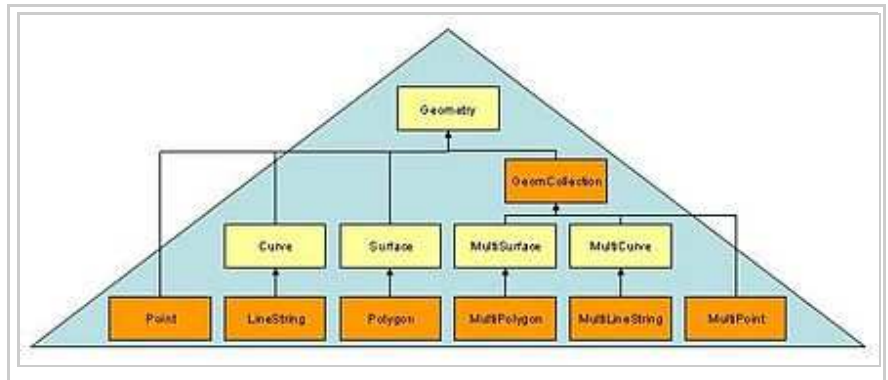 Geometry
GeomCollection
Curve
Surface
MultiSurface
MultiCurve
Point
LineString
Polygon
MultiPolygon
MultiLineString
MultiPoint